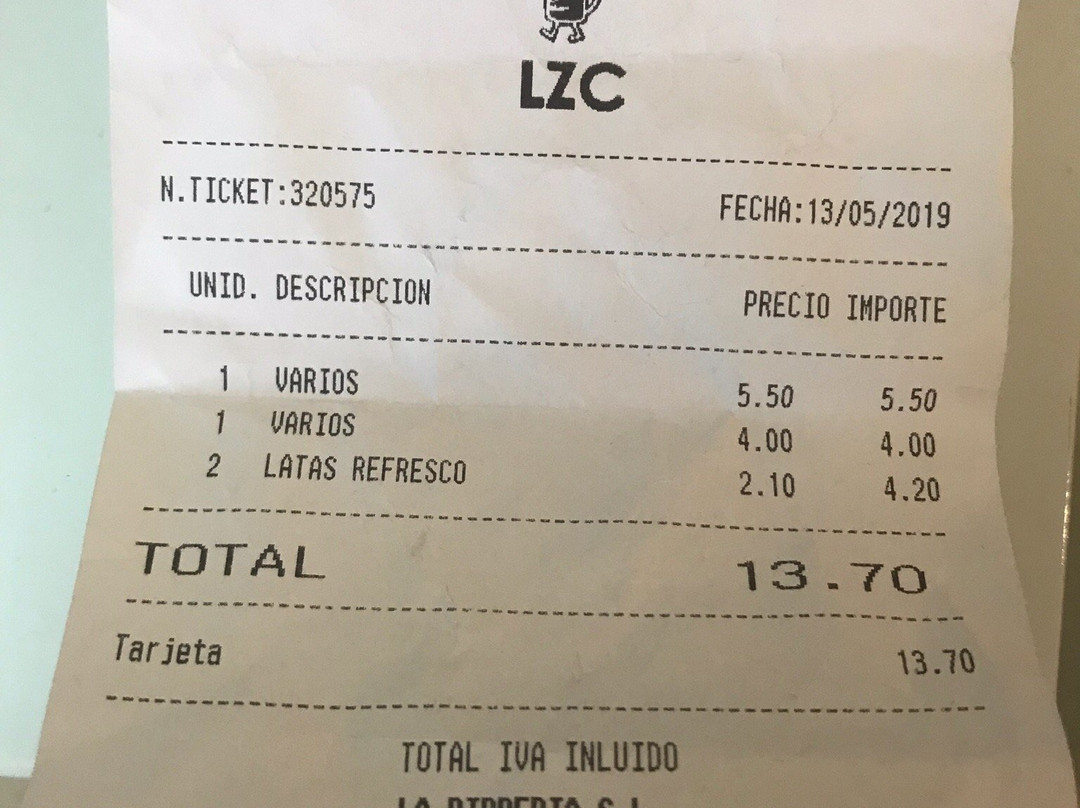 LZC
N.TICKET:320575 FECHA:13/05/2019
UNID. DESCRIPCION PRECIO IMPORTE
1 VARIOS 5.50 5.50
1 VARIOS 4.00 4.00
2 LATAS REFRESCO 2.10 4.20
TOTAL 13.70
Tarjeta 13.70
TOTAL IVA INLUIDO
LA